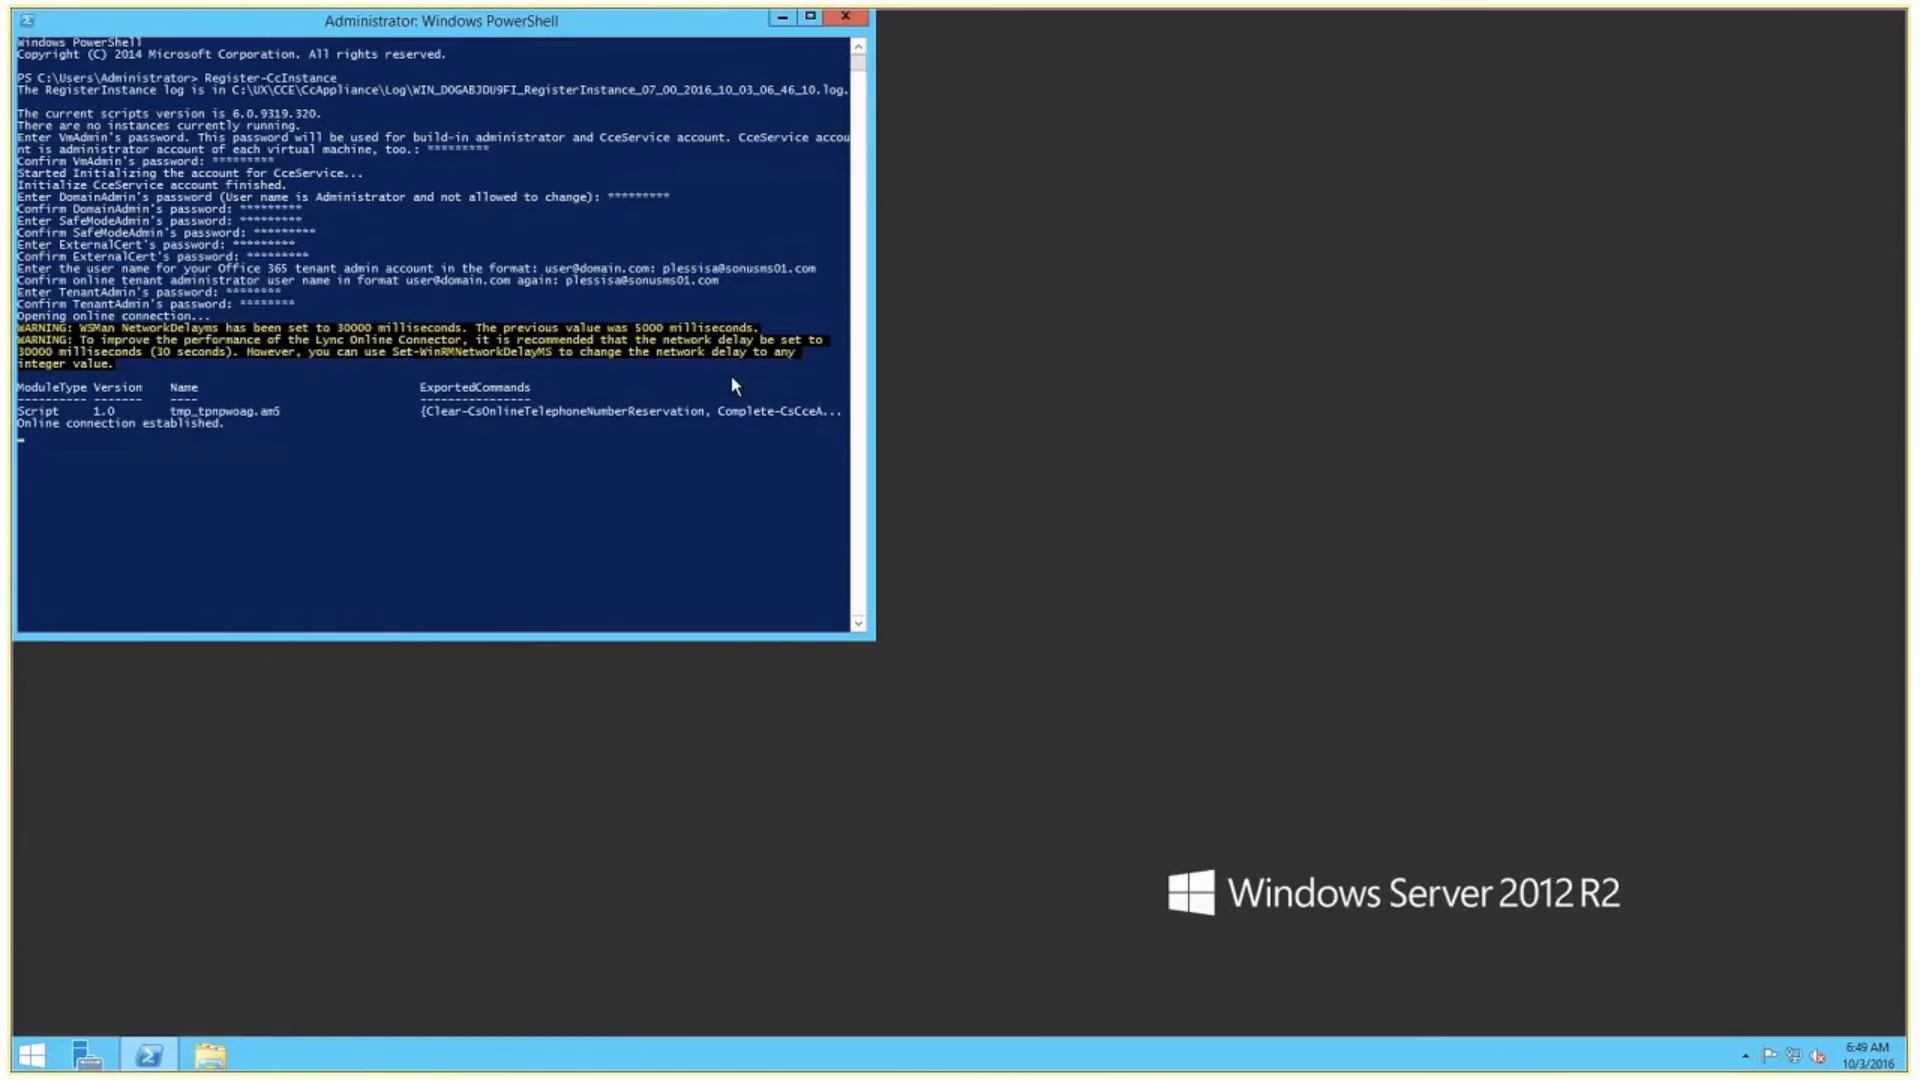 Administrator: Windows PowerShell
Windows PowerShell
Copyright (C) 2014 Microsoft Corporation. All rights reserved.
PS C:\Users\Administrator> Register-CcInstance
The RegisterInstance log is in C:\UX\CCE\CcAppliance\Log\WIN_DOGABJDU9FI_RegisterInstance_07_00_2016_10_03_06_46_10.log.
The current scripts version is 6.0.9319.320.
There are no instances currently running.
Enter VmAdmin's password. This password will be used for build-in administrator and CceService account. CceService accou
nt is administrator account of each virtual machine, too.: *********
Confirm VmAdmin's password: *********
Started Initializing the account for CceService...
Initialize CceService account finished.
Enter DomainAdmin's password (User name is Administrator and not allowed to change): *********
Confirm DomainAdmin's password: *********
Enter SafeModeAdmin's password: *********
Confirm SafeModeAdmin's password: *********
Enter ExternalCert's password: *********
Confirm ExternalCert's password: *********
Enter the user name for your Office 365 tenant admin account in the format: user@domain.com: plessisa@sonusms01.com
Confirm online tenant administrator user name in format user@domain.com again: plessisa@sonusms01.com
Enter TenantAdmin's password: ********
Confirm TenantAdmin's password: ********
Opening online connection...
WARNING: WSMan NetworkDelayms has been set to 30000 milliseconds. The previous value was 5000 milliseconds.
WARNING: To improve the performance of the Lync Online Connector, it is recommended that the network delay be set to
30000 milliseconds (30 seconds). However, you can use Set-WinRMNetworkDelayMS to change the network delay to any
integer value.
ModuleType Version Name ExportedCommands
---------- ------- ---- ----------------
Script 1.0 tmp_tpnpwoag.am5 {Clear-CsOnlineTelephoneNumberReservation, Complete-CsCceA...
Online connection established.
Windows Server 2012 R2
6:49 AM
10/3/2016